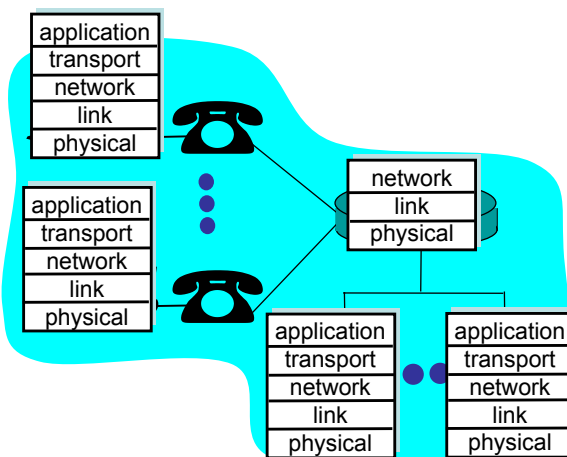 application
transport
network
link
physical
network
link
physical
application
transport
network
link
physical
application
transport
network
link
physical
application
transport
network
link
physical